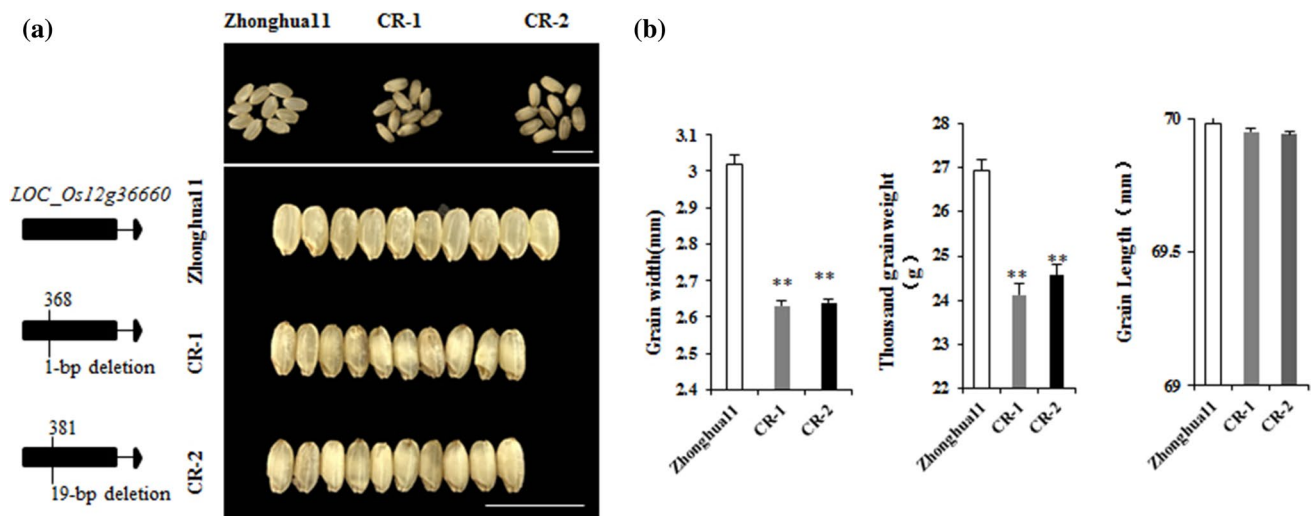 (a)
Zhonghua11 CR-1 CR-2
LOC_Os12g36660
368
1-bp deletion
381
19-bp deletion
Zhonghua11
CR-1
CR-2
(b)
Grain width(mm)
3.1
3
2.9
2.8
2.7
2.6
2.5
2.4
** **
Zhonghua11
CR-1
CR-2
Thousand grain weight
(g)
28
27
26
25
24
23
22
** **
Zhonghua11
CR-1
CR-2
Grain Length (mm)
70
69.5
69
Zhonghua11
CR-1
CR-2